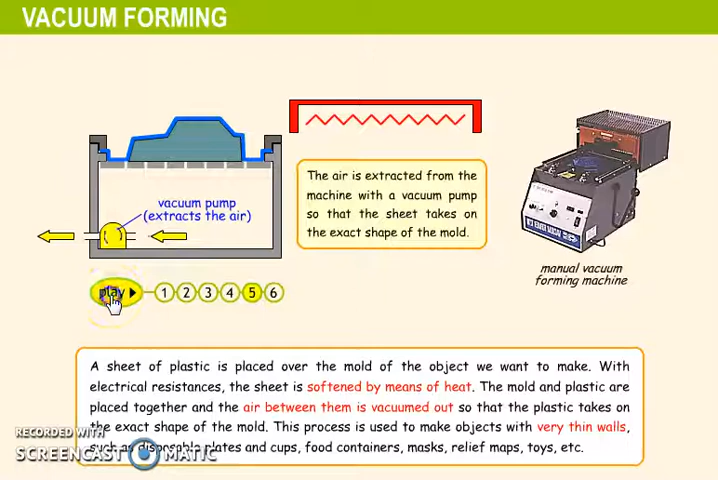 VACUUM FORMING
The air is extracted from the
machine with a vacuum pump
so that the sheet takes on
the exact shape of the mold.
vacuum pump
(extracts the air)
manual vacuum
forming machine
play 1 2 3 4 5 6
A sheet of plastic is placed over the mold of the object we want to make. With
electrical resistances, the sheet is softened by means of heat. The mold and plastic are
placed together and the air between them is vacuumed out so that the plastic takes on
the exact shape of the mold. This process is used to make objects with very thin walls,
such as disposable plates and cups, food containers, masks, relief maps, toys, etc.
RECORDED WITH
SCREENCAST MATIC